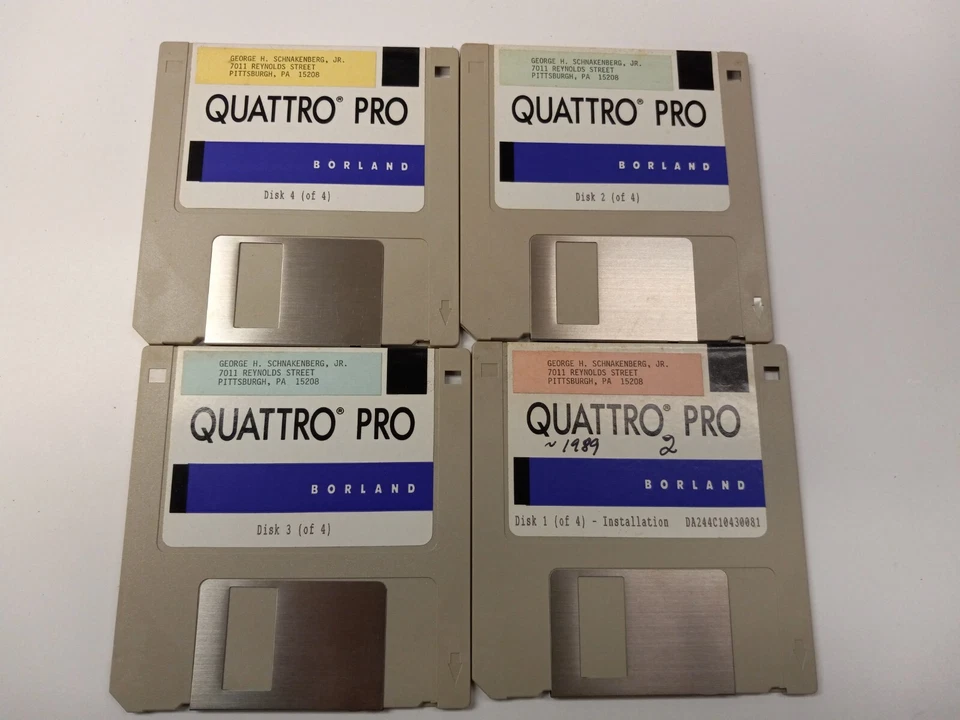 GEORGE H. SCHNAKENBERG, JR.
7011 REYNOLDS STREET
PITTSBURGH, PA 15208
QUATTRO® PRO
BORLAND
Disk 4 (of 4)
GEORGE H. SCHNAKENBERG, JR.
7011 REYNOLDS STREET
PITTSBURGH, PA 15208
QUATTRO® PRO
BORLAND
Disk 2 (of 4)
GEORGE H. SCHNAKENBERG, JR.
7011 REYNOLDS STREET
PITTSBURGH, PA 15208
QUATTRO® PRO
BORLAND
Disk 3 (of 4)
GEORGE H. SCHNAKENBERG, JR.
7011 REYNOLDS STREET
PITTSBURGH, PA 15208
QUATTRO® PRO
~ 1989 2
BORLAND
Disk 1 (of 4) - Installation DA244C10430081